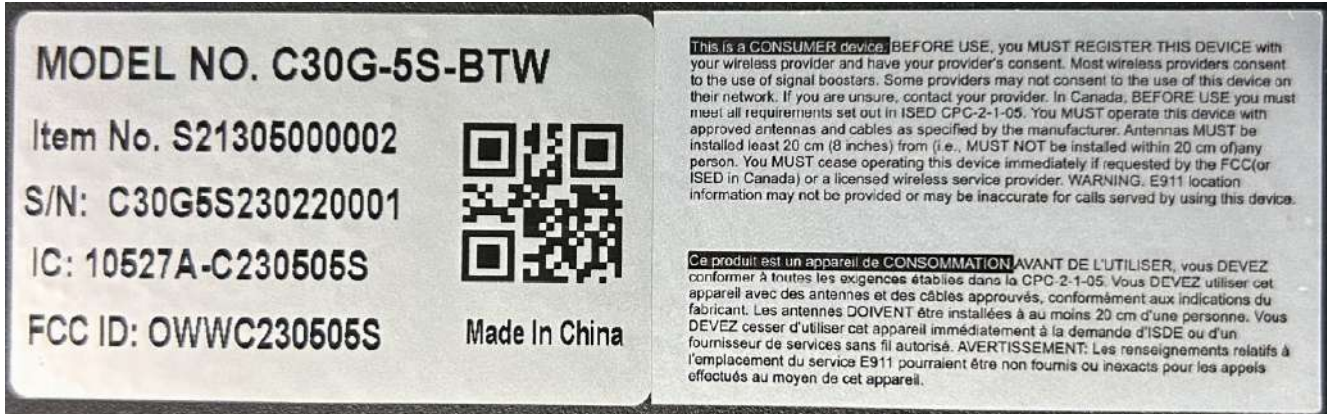 MODEL NO. C30G-5S-BTW
Item No. S21305000002
S/N: C30G5S230220001
IC: 10527A-C230505S
FCC ID: OWWC230505S
Made In China
This is a CONSUMER device. BEFORE USE, you MUST REGISTER THIS DEVICE with
your wireless provider and have your provider's consent. Most wireless providers consent
to the use of signal boosters. Some providers may not consent to the use of this device on
their network. If you are unsure, contact your provider. In Canada, BEFORE USE you must
meet all requirements set out in ISED CPC-2-1-05. You MUST operate this device with
approved antennas and cables as specified by the manufacturer. Antennas MUST be
installed least 20 cm (8 inches) from (i.e., MUST NOT be installed within 20 cm of)any
person. You MUST cease operating this device immediately if requested by the FCC(or
ISED in Canada) or a licensed wireless service provider. WARNING. E911 location
information may not be provided or may be inaccurate for calls served by using this device.
Ce produit est un appareil de CONSOMMATION AVANT DE L'UTILISER, vous DEVEZ
conformer à toutes les exigences établies dans la CPC-2-1-05. Vous DEVEZ utiliser cet
appareil avec des antennes et des câbles approuvés, conformément aux indications du
fabricant. Les antennes DOIVENT être installées à au moins 20 cm d'une personne. Vous
DEVEZ cesser d'utiliser cet appareil immédiatement à la demande d'ISDE ou d'un
fournisseur de services sans fil autorisé. AVERTISSEMENT: Les renseignements relatifs à
l'emplacement du service E911 pourraient être non fournis ou inexacts pour les appels
effectués au moyen de cet appareil.